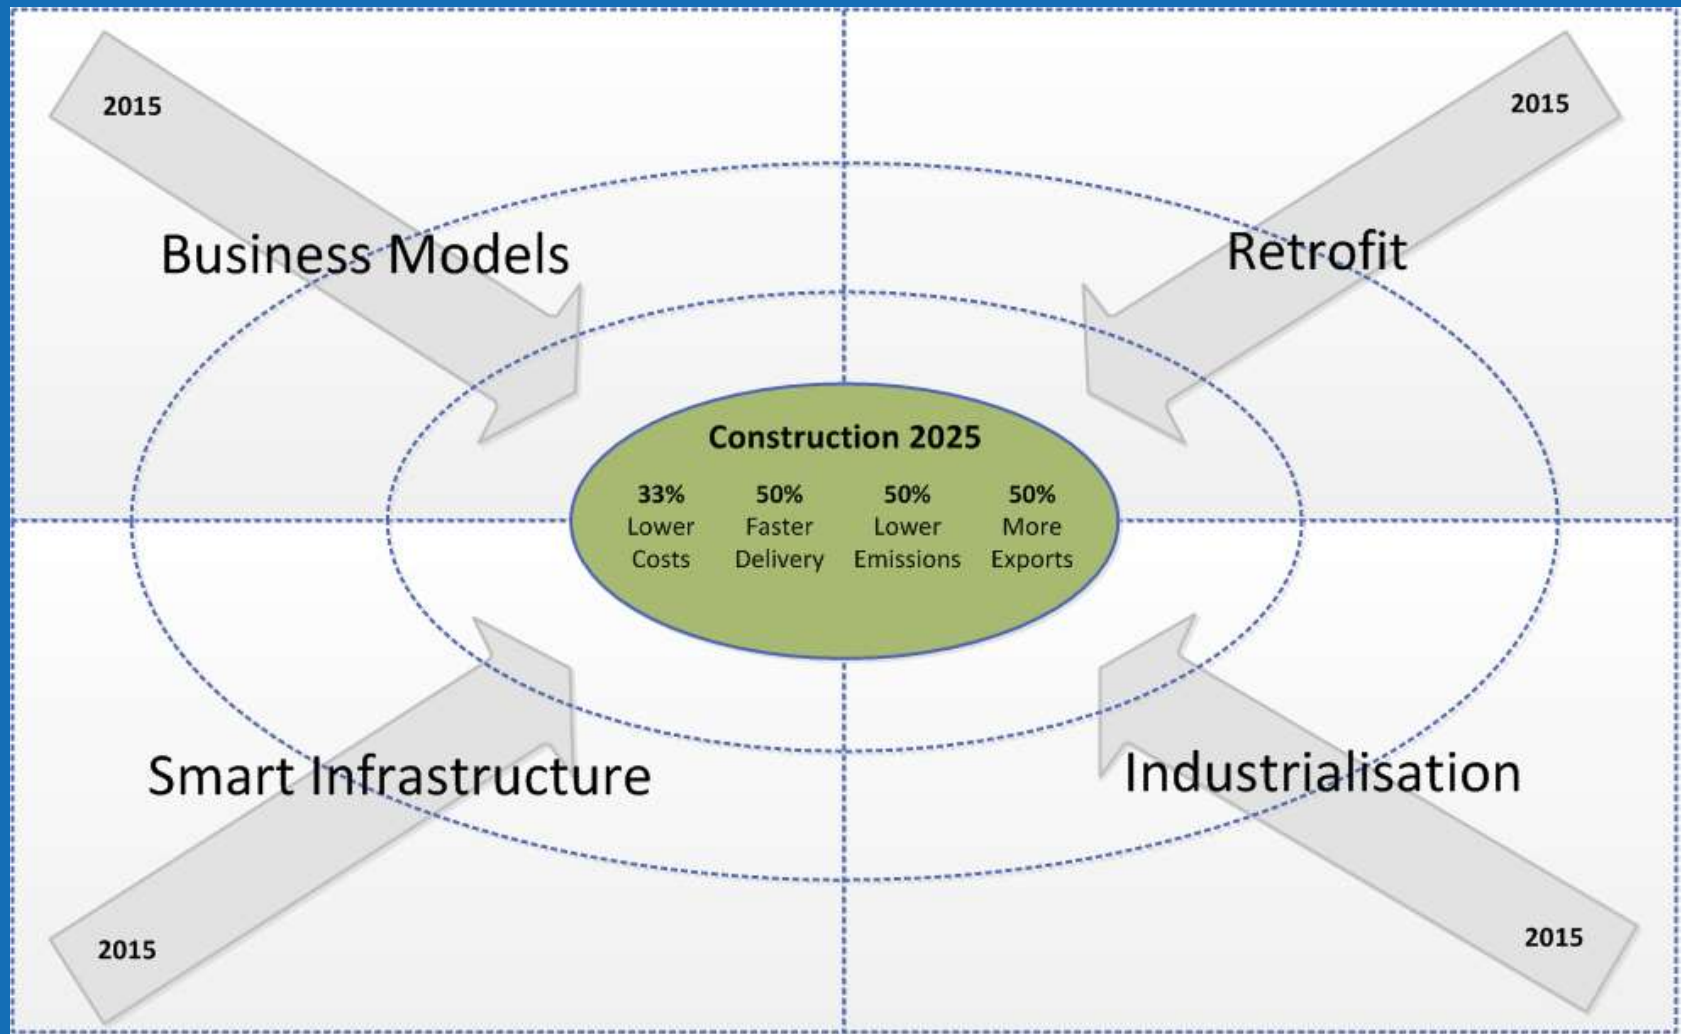 2015
2015
Business Models
Retrofit
Construction 2025
33% 50% 50% 50%
Lower Faster Lower More
Costs Delivery Emissions Exports
Smart Infrastructure
Industrialisation
2015
2015